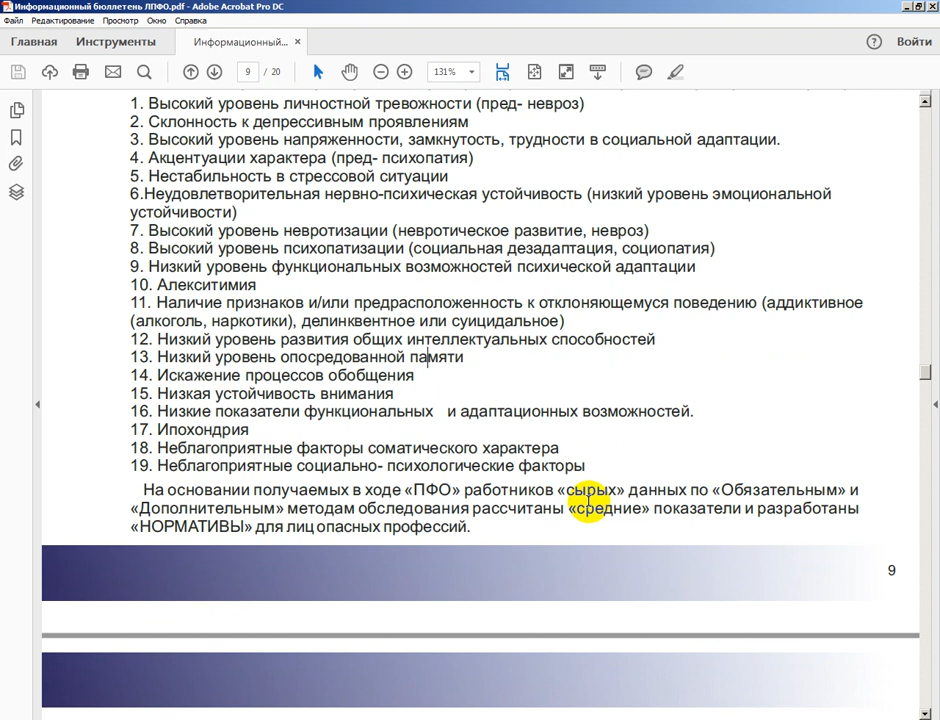 Информационный бюллетень ЛПФО.pdf - Adobe Acrobat Pro DC
Файл Редактирование Просмотр Окно Справка
Главная Инструменты Информационный... × Войти
9 / 20 131%
1. Высокий уровень личностной тревожности (пред- невроз)
2. Склонность к депрессивным проявлениям
3. Высокий уровень напряженности, замкнутость, трудности в социальной адаптации.
4. Акцентуации характера (пред- психопатия)
5. Нестабильность в стрессовой ситуации
6.Неудовлетворительная нервно-психическая устойчивость (низкий уровень эмоциональной
устойчивости)
7. Высокий уровень невротизации (невротическое развитие, невроз)
8. Высокий уровень психопатизации (социальная дезадаптация, социопатия)
9. Низкий уровень функциональных возможностей психической адаптации
10. Алекситимия
11. Наличие признаков и/или предрасположенность к отклоняющемуся поведению (аддиктивное
(алкоголь, наркотики), делинквентное или суицидальное)
12. Низкий уровень развития общих интеллектуальных способностей
13. Низкий уровень опосредованной памяти
14. Искажение процессов обобщения
15. Низкая устойчивость внимания
16. Низкие показатели функциональных и адаптационных возможностей.
17. Ипохондрия
18. Неблагоприятные факторы соматического характера
19. Неблагоприятные социально- психологические факторы
На основании получаемых в ходе «ПФО» работников «сырых» данных по «Обязательным» и
«Дополнительным» методам обследования рассчитаны «средние» показатели и разработаны
«НОРМАТИВЫ» для лиц опасных профессий.
9